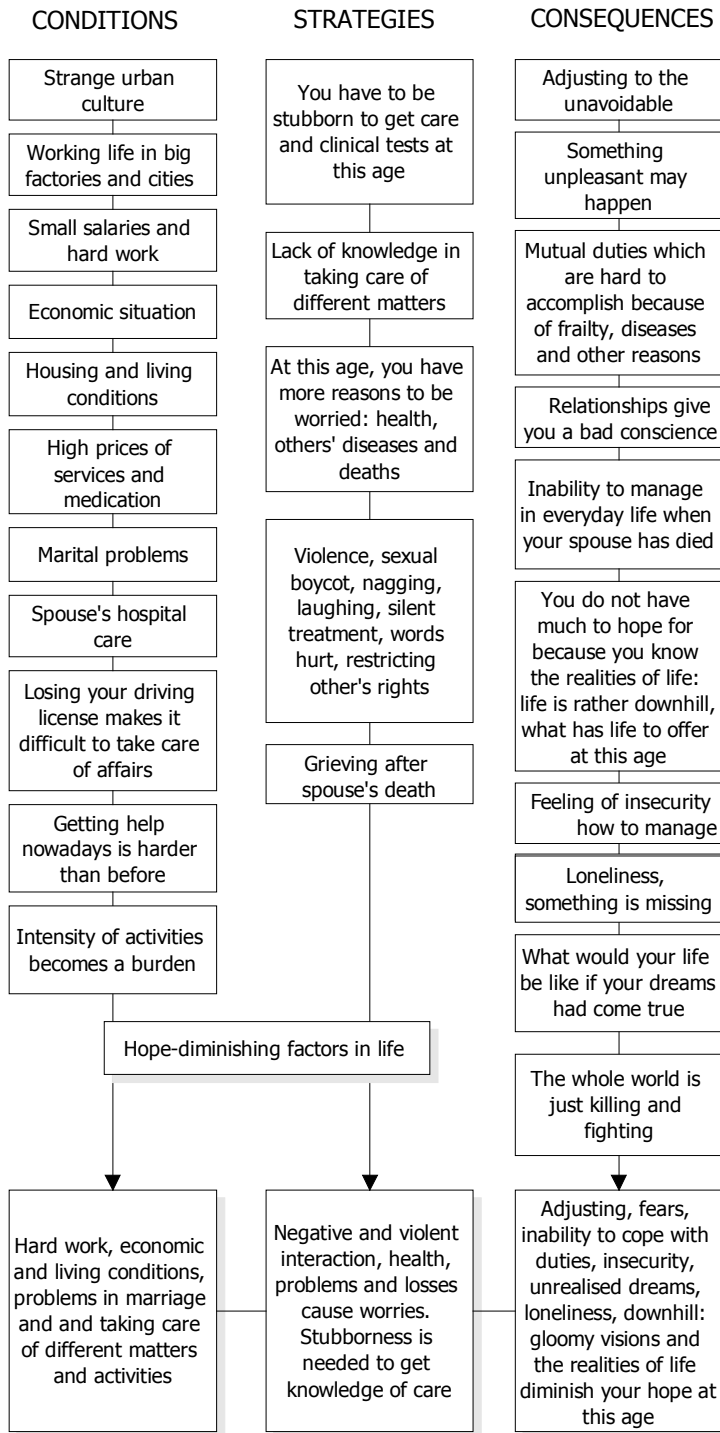 CONDITIONS
Strange urban
culture
Working life in big
factories and cities
Small salaries and
hard work
Economic situation
Housing and living
conditions
High prices of
services and
medication
Marital problems
Spouse's hospital
care
Losing your driving
license makes it
difficult to take care
of affairs
Getting help
nowadays is harder
than before
Intensity of activities
becomes a burden
STRATEGIES
You have to be
stubborn to get care
and clinical tests at
this age
Lack of knowledge in
taking care of
different matters
At this age, you have
more reasons to be
worried: health,
others' diseases and
deaths
Violence, sexual
boycot, nagging,
laughing, silent
treatment, words
hurt, restricting
other's rights
Grieving after
spouse's death
CONSEQUENCES
Adjusting to the
unavoidable
Something
unpleasant may
happen
Mutual duties which
are hard to
accomplish because
of frailty, diseases
and other reasons
Relationships give
you a bad conscience
Inability to manage
in everyday life when
your spouse has died
You do not have
much to hope for
because you know
the realities of life:
life is rather downhill,
what has life to offer
at this age
Feeling of insecurity
how to manage
Loneliness,
something is missing
What would your life
be like if your dreams
had come true
The whole world is
just killing and
fighting
Hope-diminishing factors in life
Hard work, economic
and living conditions,
problems in marriage
and and taking care
of different matters
and activities
Negative and violent
interaction, health,
problems and losses
cause worries.
Stubborness is
needed to get
knowledge of care
Adjusting, fears,
inability to cope with
duties, insecurity,
unrealised dreams,
loneliness, downhill:
gloomy visions and
the realities of life
diminish your hope at
this age